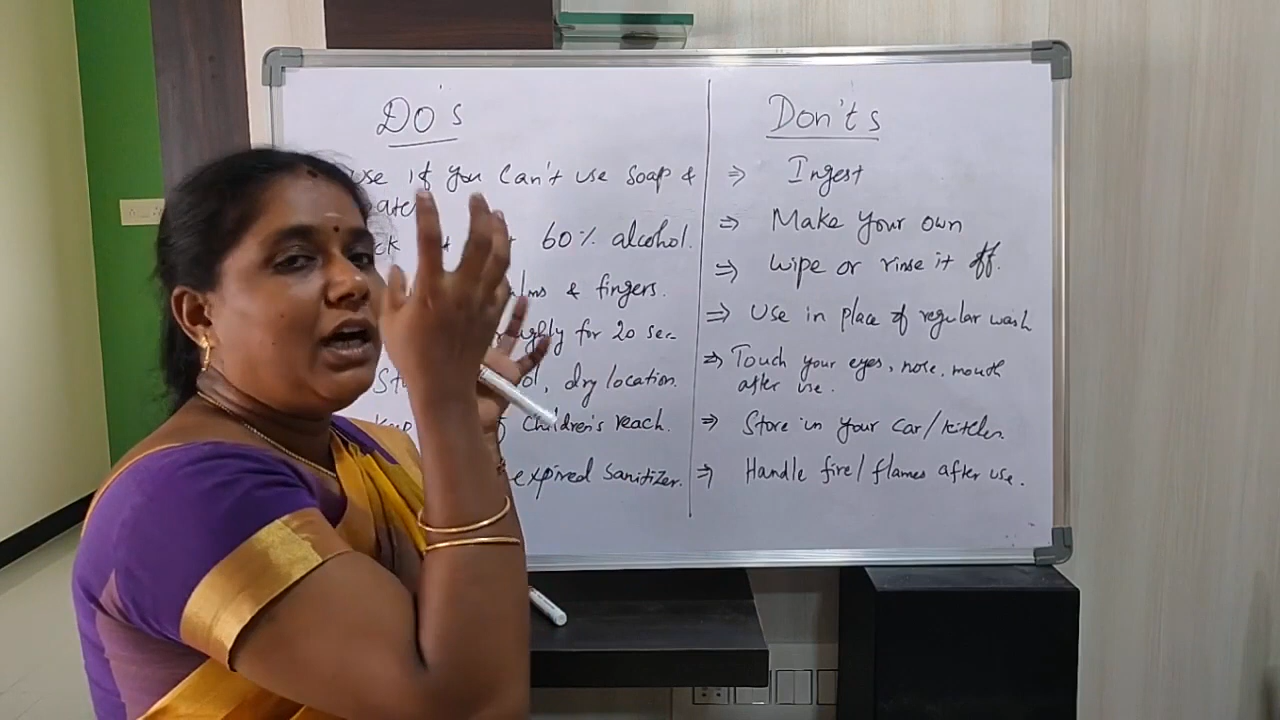 Do's
use if you can't use soap &
60% alcohol.
& fingers.
for 20 sec
dry location.
children's reach.
expired sanitizer.
Don'ts
⇒ Ingest
⇒ Make your own
⇒ Wipe or rinse it off.
⇒ Use in place of regular wash
⇒ Touch your eyes, nose, mouth
after use.
⇒ Store in your car/kitchen.
⇒ Handle fire/flames after use.